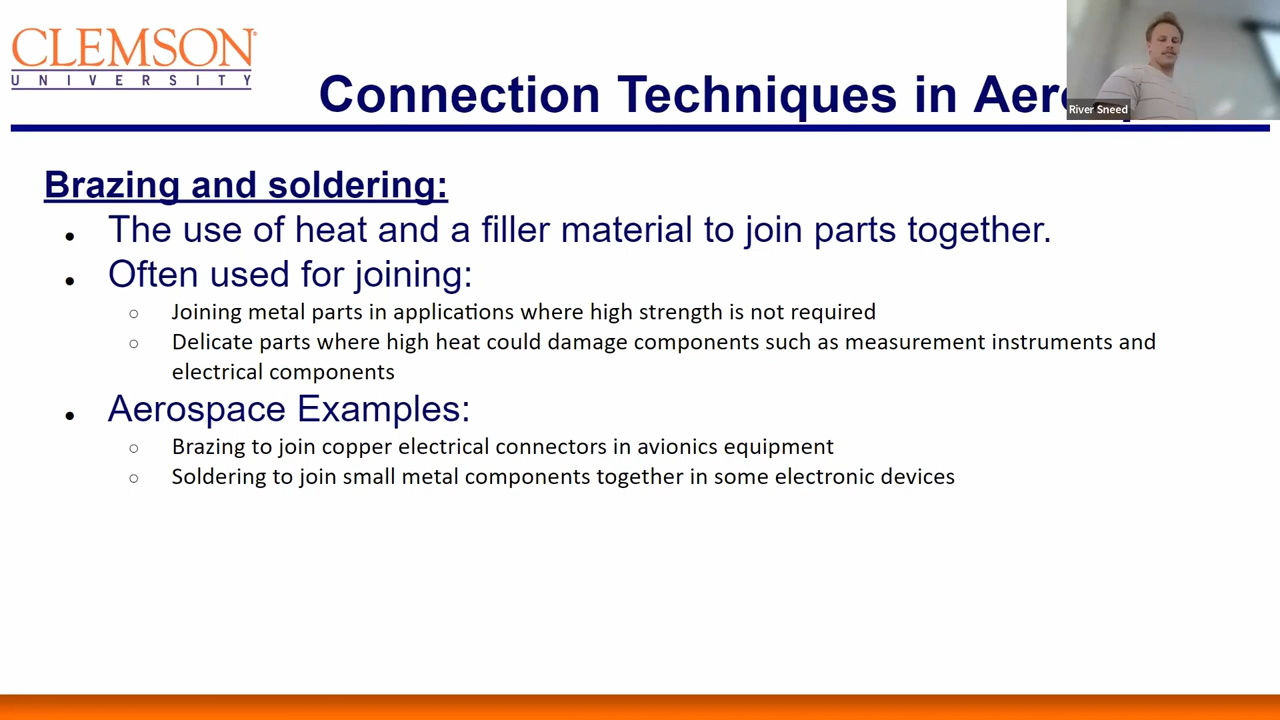 CLEMSON
UNIVERSITY
Connection Techniques in Aero
River Sneed
Brazing and soldering:
● The use of heat and a filler material to join parts together.
● Often used for joining:
○ Joining metal parts in applications where high strength is not required
○ Delicate parts where high heat could damage components such as measurement instruments and
electrical components
● Aerospace Examples:
○ Brazing to join copper electrical connectors in avionics equipment
○ Soldering to join small metal components together in some electronic devices